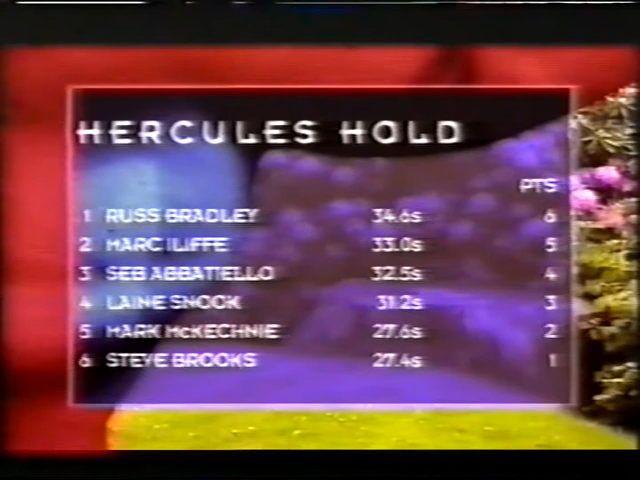 HERCULES HOLD
PTS
1 RUSS BRADLEY 34.6s 6
2 MARC ILIFFE 33.0s 5
3 SEB ABBATIELLO 32.5s 4
4 LAINE SNOOK 31.2s 3
5 MARK McKECHNIE 27.6s 2
6 STEVE BROOKS 27.4s 1